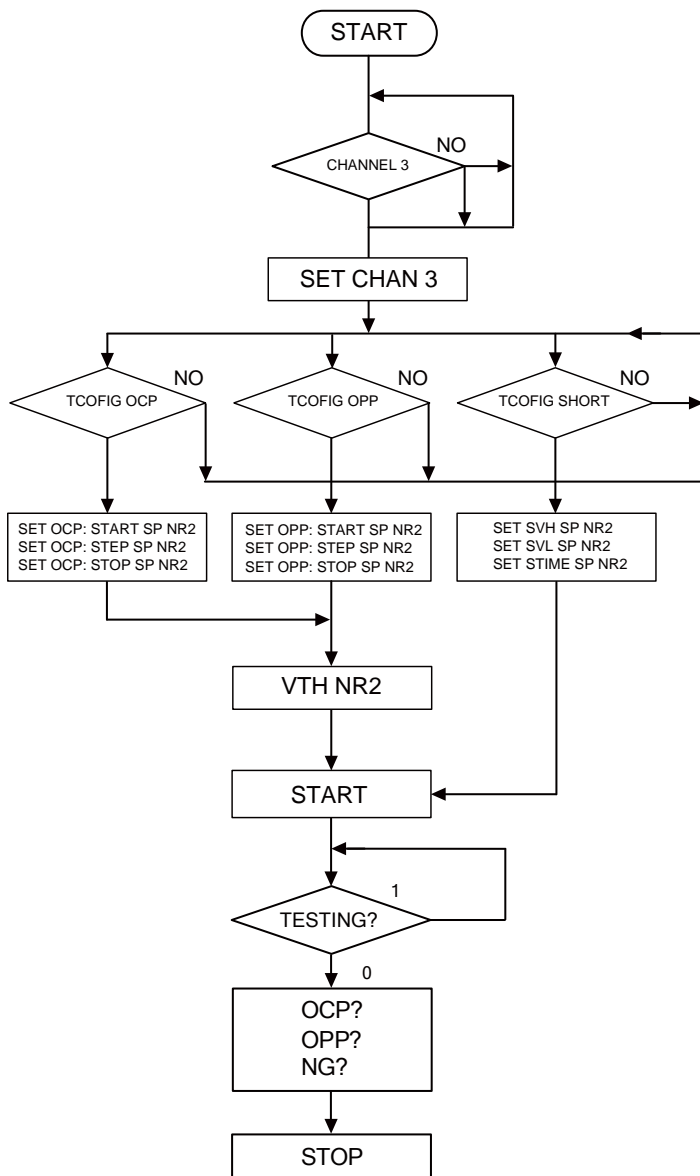 START
NO
CHANNEL 3
SET CHAN 3
NO
NO
NO
TCOFIG OCP
TCOFIG OPP
TCOFIG SHORT
SET OCP: START SP NR2
SET OCP: STEP SP NR2
SET OCP: STOP SP NR2
SET OPP: START SP NR2
SET OPP: STEP SP NR2
SET OPP: STOP SP NR2
SET SVH SP NR2
SET SVL SP NR2
SET STIME SP NR2
VTH NR2
START
1
TESTING?
0
OCP?
OPP?
NG?
STOP